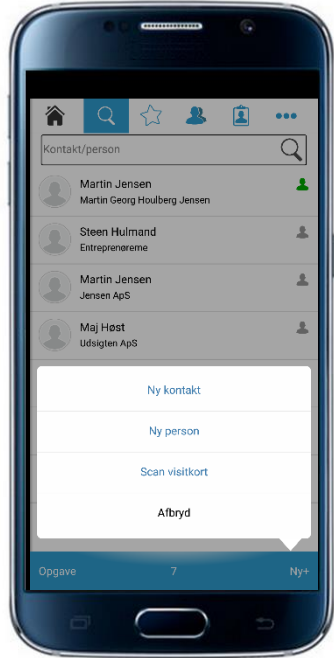 Kontakt/person
Martin Jensen
Martin Georg Houlberg Jensen
Steen Hulmand
Entreprenørerne
Martin Jensen
Jensen ApS
Maj Høst
Udsigten ApS
Ny kontakt
Ny person
Scan visitkort
Afbryd
Opgave 7 Ny+